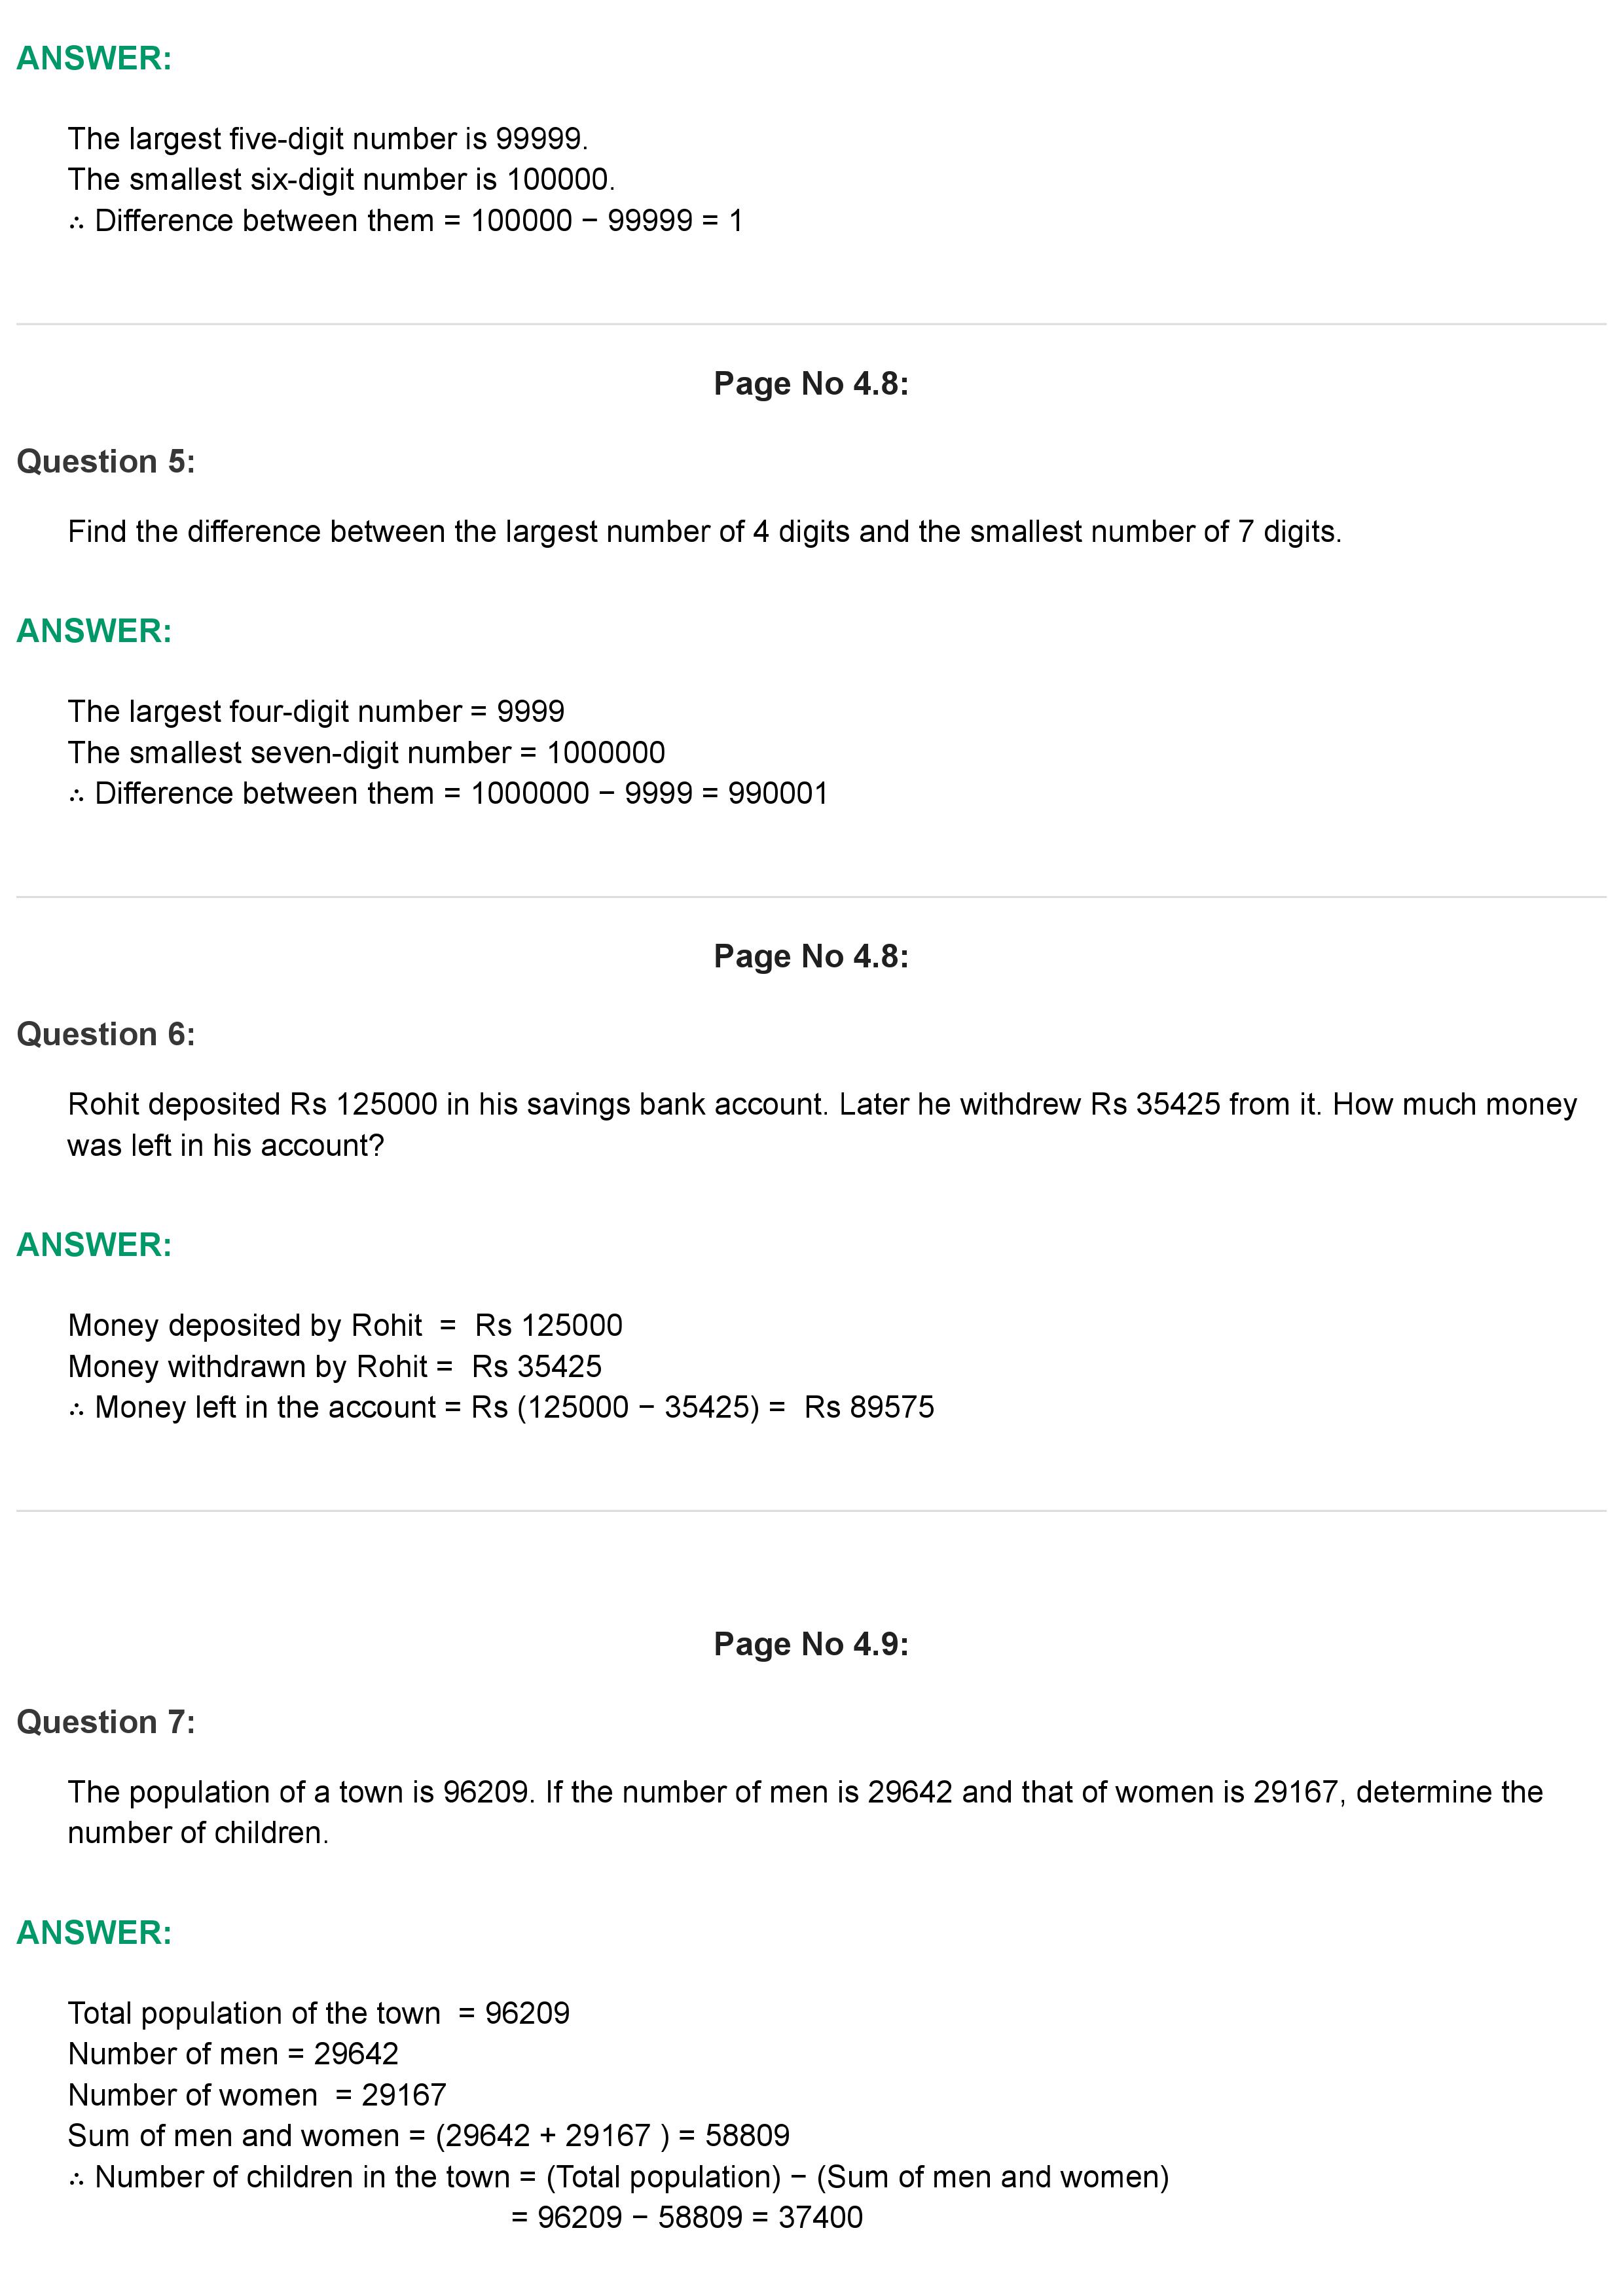 ANSWER:
The largest five-digit number is 99999.
The smallest six-digit number is 100000.
∴ Difference between them = 100000 − 99999 = 1
Page No 4.8:
Question 5:
Find the difference between the largest number of 4 digits and the smallest number of 7 digits.
ANSWER:
The largest four-digit number = 9999
The smallest seven-digit number = 1000000
∴ Difference between them = 1000000 − 9999 = 990001
Page No 4.8:
Question 6:
Rohit deposited Rs 125000 in his savings bank account. Later he withdrew Rs 35425 from it. How much money
was left in his account?
ANSWER:
Money deposited by Rohit  =  Rs 125000
Money withdrawn by Rohit =  Rs 35425
∴ Money left in the account = Rs (125000 − 35425) =  Rs 89575
Page No 4.9:
Question 7:
The population of a town is 96209. If the number of men is 29642 and that of women is 29167, determine the
number of children.
ANSWER:
Total population of the town  = 96209
Number of men = 29642
Number of women  = 29167
Sum of men and women = (29642 + 29167 ) = 58809
∴ Number of children in the town = (Total population) − (Sum of men and women)
= 96209 − 58809 = 37400